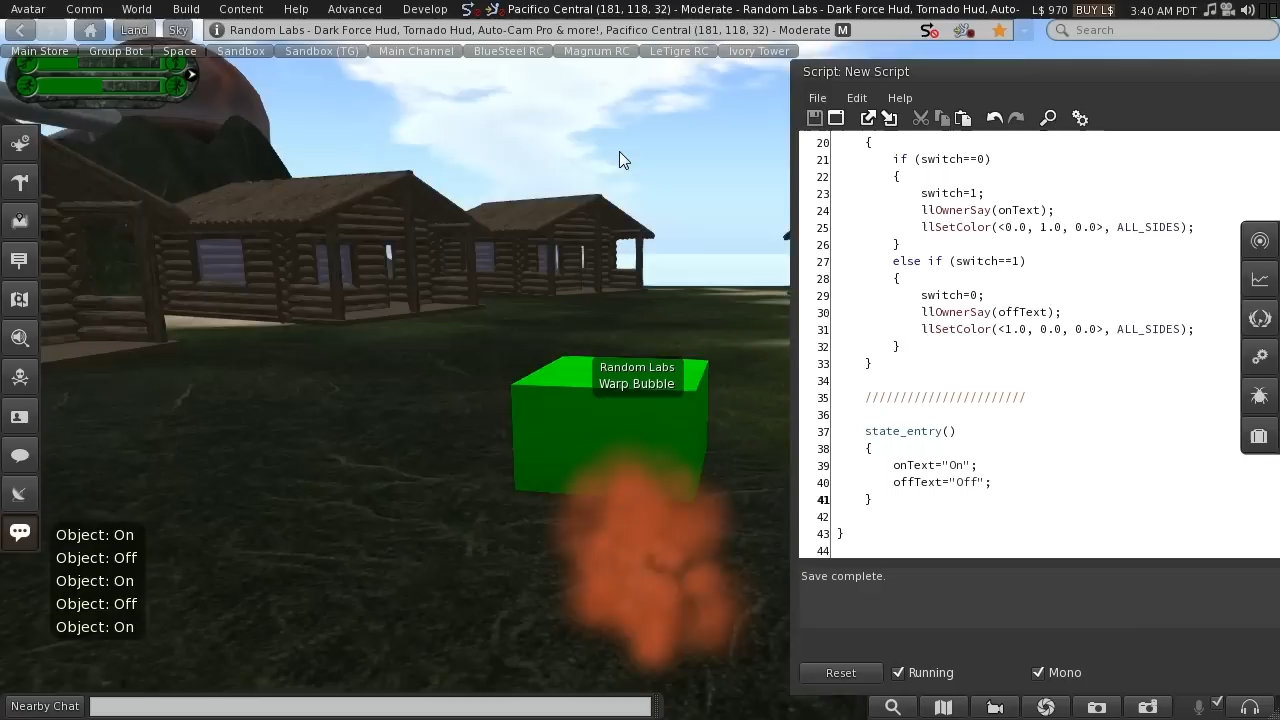 Avatar Comm World Build Content Help Advanced Develop Pacifico Central (181, 118, 32) - Moderate - Random Labs - Dark Force Hud, Tornado Hud, Auto- L$ 970 BUY L$ 3:40 AM PDT
Land Sky Random Labs - Dark Force Hud, Tornado Hud, Auto-Cam Pro & more!, Pacifico Central (181, 118, 32) - Moderate M Search
Main Store Group Bot Space Sandbox Sandbox (TG) Main Channel BlueSteel RC Magnum RC LeTigre RC Ivory Tower
Script: New Script
File Edit Help
20 {
21 if (switch==0)
22 {
23 switch=1;
24 llOwnerSay(onText);
25 llSetColor(<0.0, 1.0, 0.0>, ALL_SIDES);
26 }
27 else if (switch==1)
28 {
29 switch=0;
30 llOwnerSay(offText);
31 llSetColor(<1.0, 0.0, 0.0>, ALL_SIDES);
32 }
33 }
34
35 ///////////////////////
36
37 state_entry()
38 {
39 onText="On";
40 offText="Off";
41 }
42
43 }
44
Random Labs
Warp Bubble
Object: On
Object: Off
Object: On
Object: Off
Object: On
Save complete.
Reset Running Mono
Nearby Chat